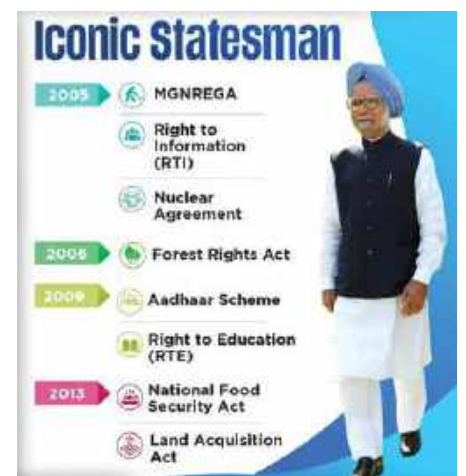 Iconic Statesman
2005
MGNREGA
Right to
Information
(RTI)
Nuclear
Agreement
2006
Forest Rights Act
2009
Aadhaar Scheme
Right to Education
(RTE)
2013
National Food
Security Act
Land Acquisition
Act